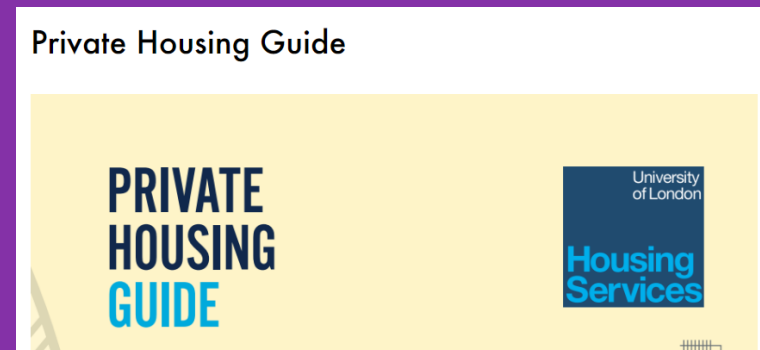 Private Housing Guide
PRIVATE
HOUSING
GUIDE
University
of London
Housing
Services